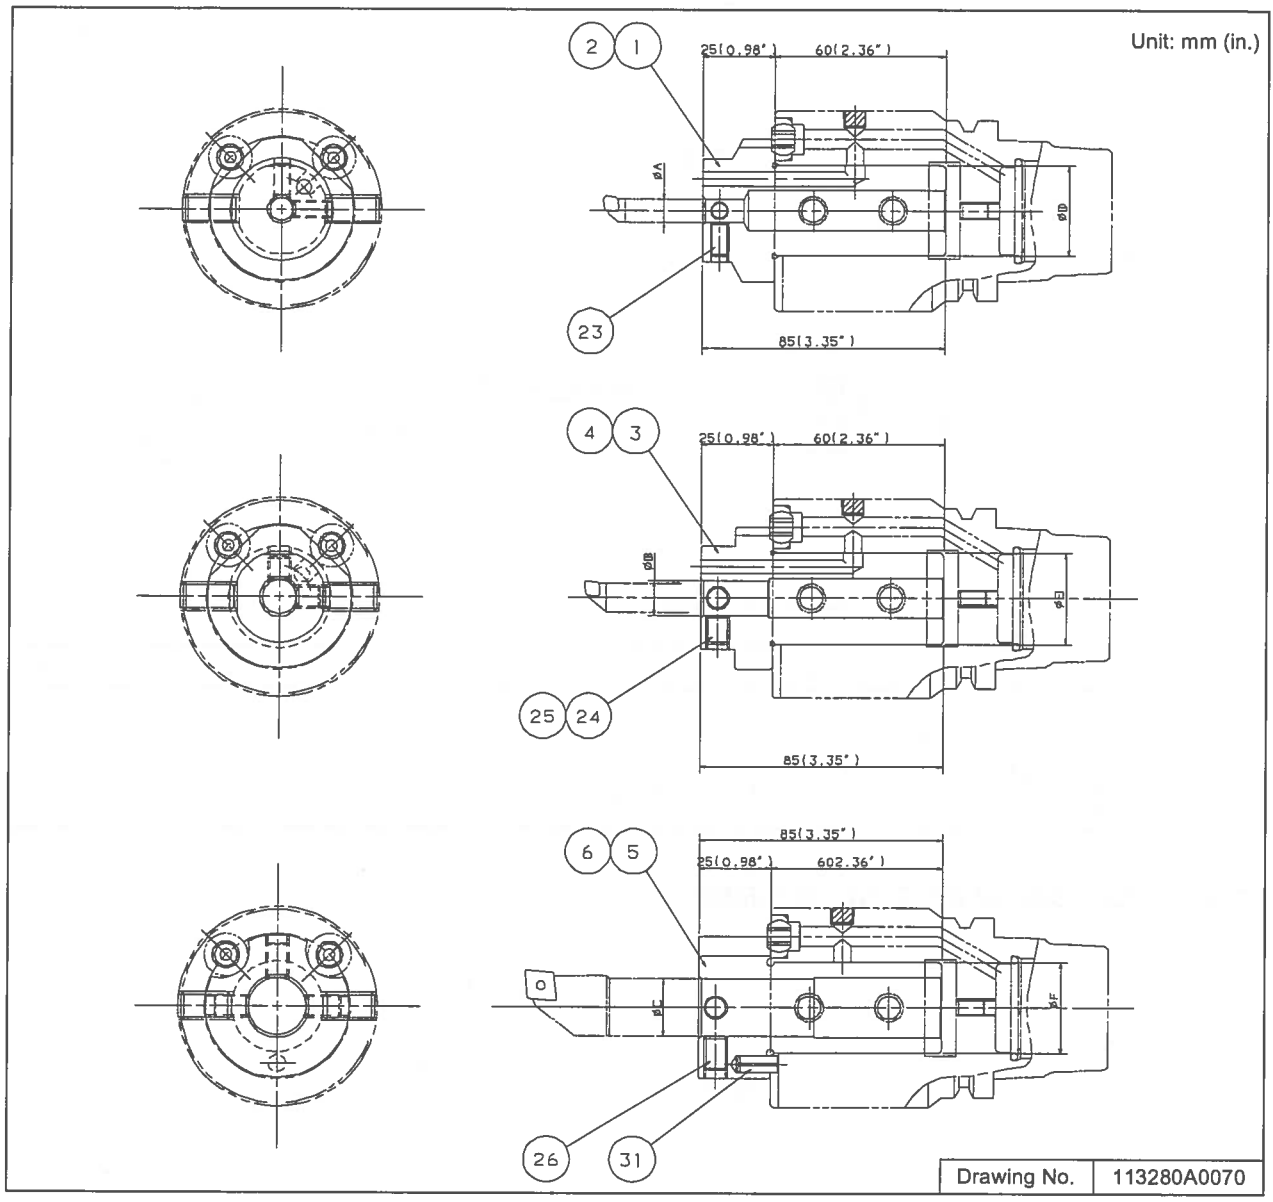 Unit: mm (in.)
2 1
25(0.98")
60(2.36")
øA
øD
23
85(3.35")
4 3
25(0.98")
60(2.36")
øB
øE
25 24
85(3.35")
85(3.35")
6 5
25(0.98")
602.36")
øC
øF
26
31
Drawing No. 113280A0070